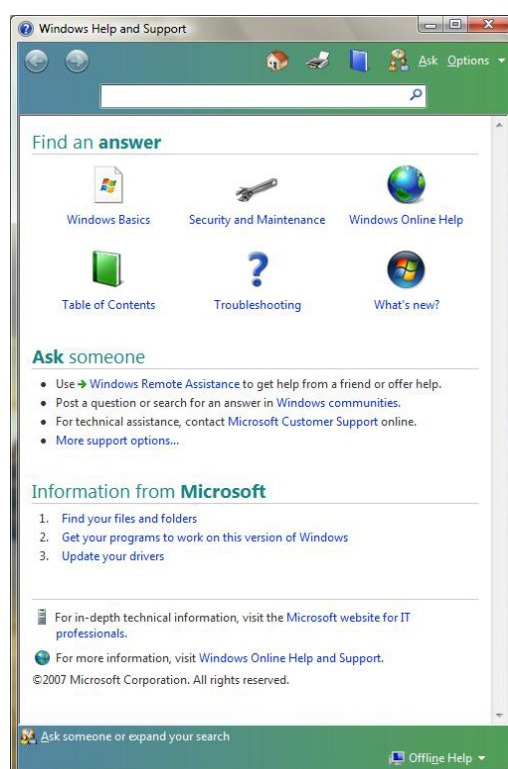 Windows Help and Support
Ask Options
Find an answer
Windows Basics Security and Maintenance Windows Online Help
Table of Contents Troubleshooting What's new?
Ask someone
• Use Windows Remote Assistance to get help from a friend or offer help.
• Post a question or search for an answer in Windows communities.
• For technical assistance, contact Microsoft Customer Support online.
• More support options...
Information from Microsoft
1. Find your files and folders
2. Get your programs to work on this version of Windows
3. Update your drivers
For in-depth technical information, visit the Microsoft website for IT
professionals.
For more information, visit Windows Online Help and Support.
©2007 Microsoft Corporation. All rights reserved.
Ask someone or expand your search
Offline Help